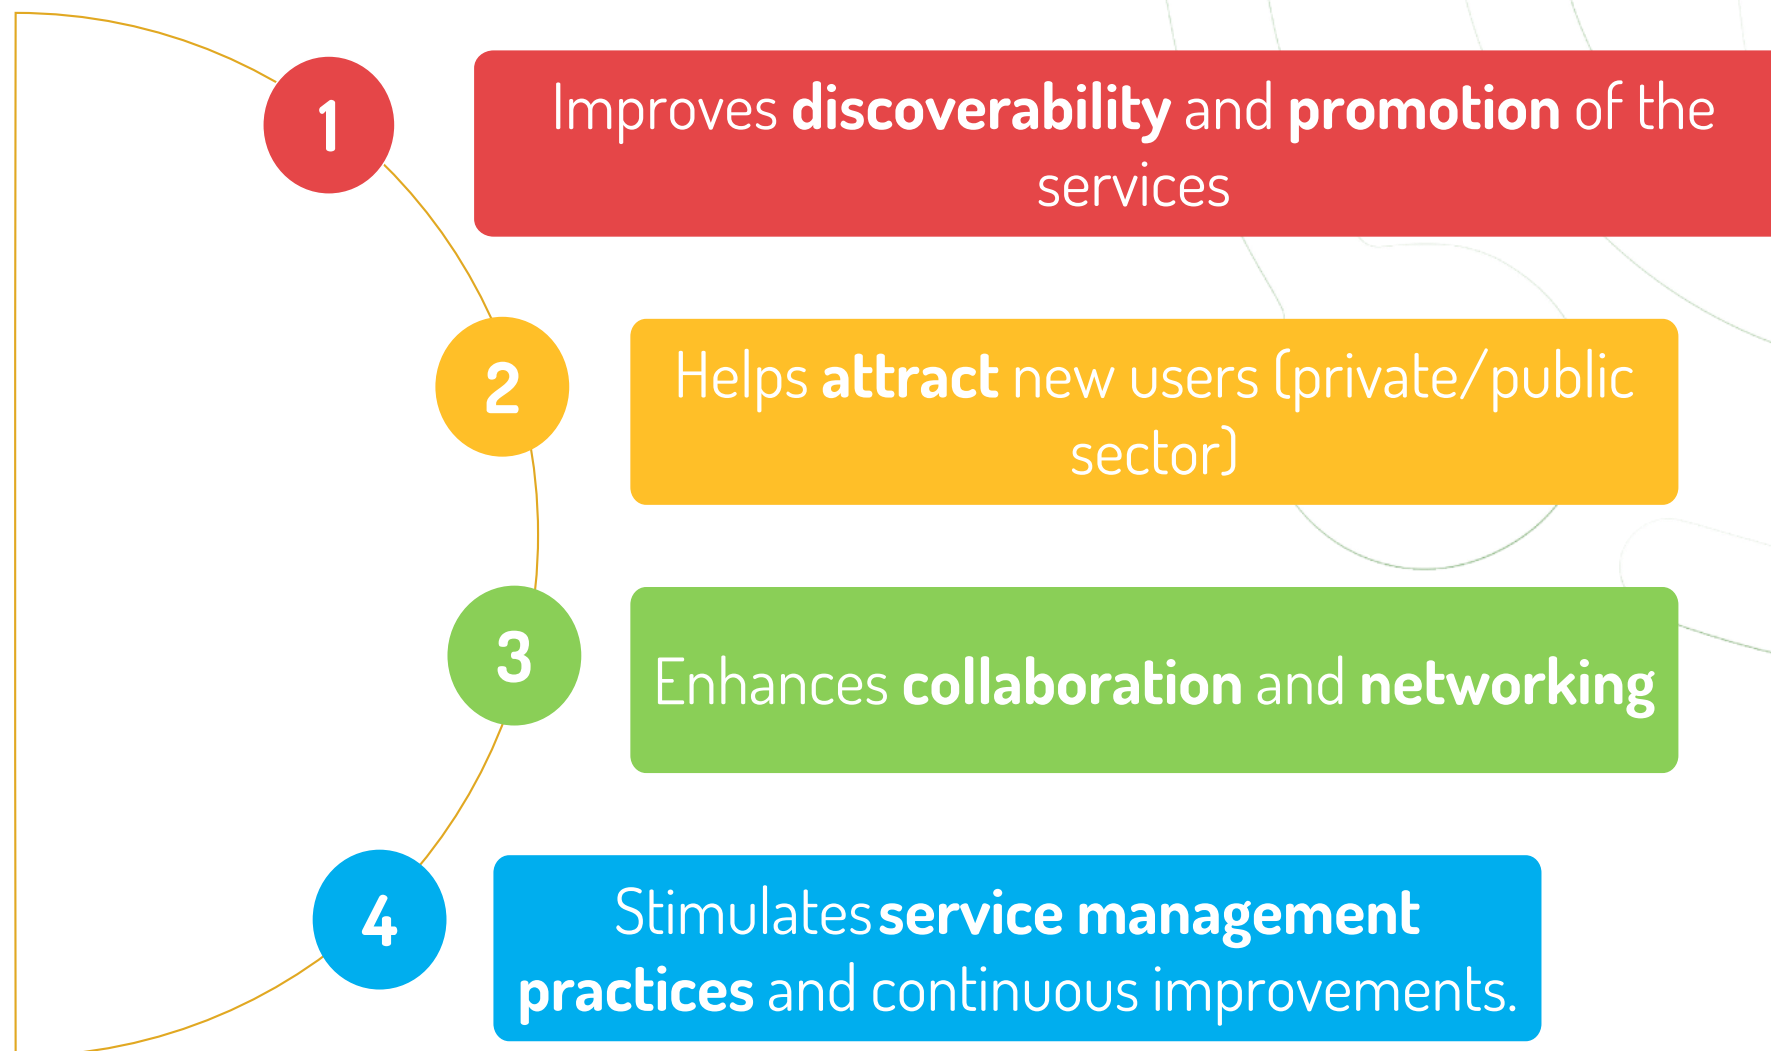 1
Improves discoverability and promotion of the
services
2
Helps attract new users (private/public
sector)
3
Enhances collaboration and networking
4
Stimulates service management
practices and continuous improvements.